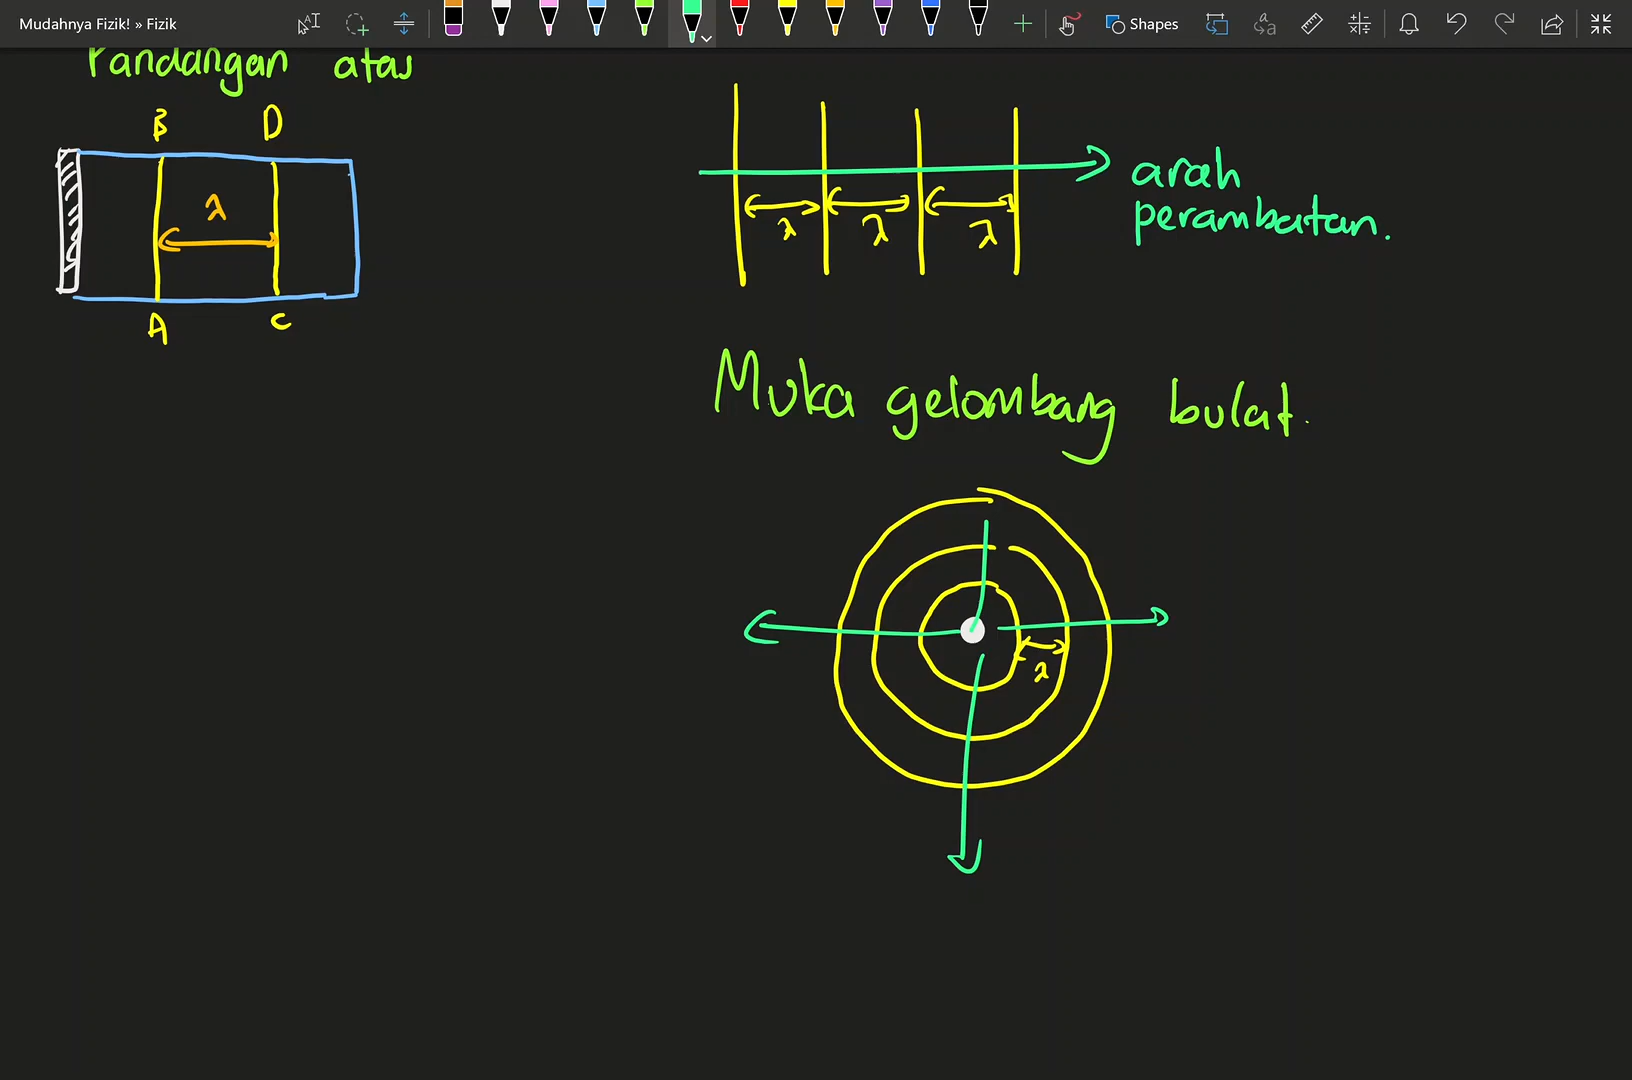 Mudahnya Fizik! » Fizik
Shapes
Pandangan atas
B D
λ
A C
λ λ λ
arah
perambatan.
Muka gelombang bulat.
λ